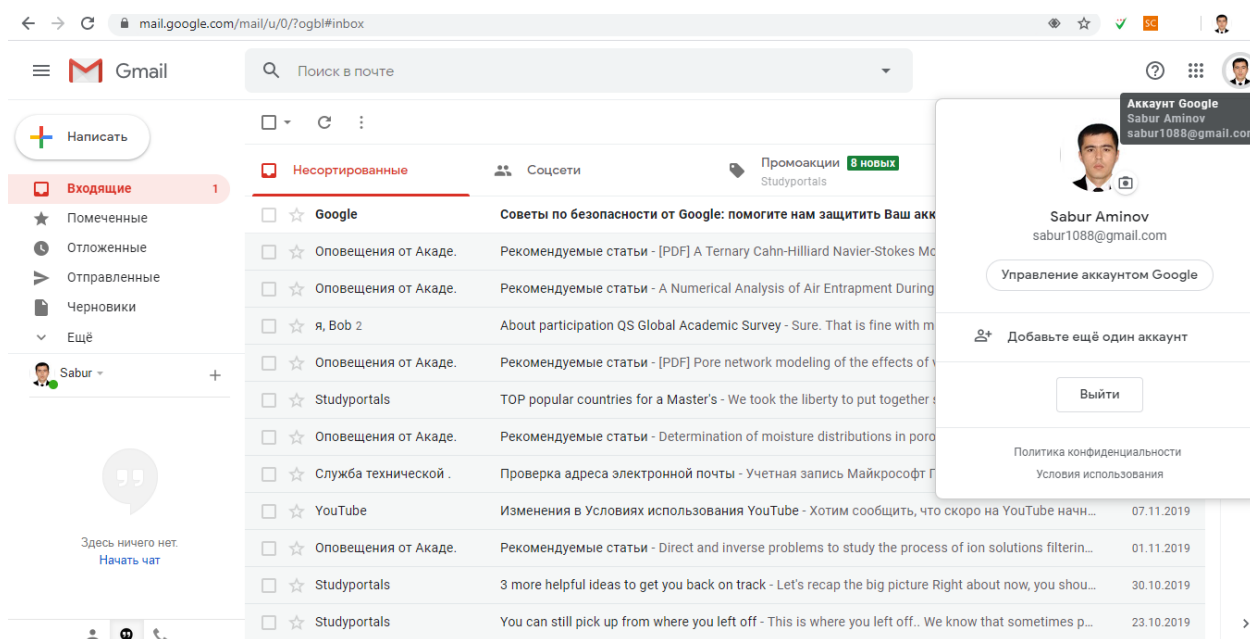 mail.google.com/mail/u/0/?ogbl#inbox
SC
Gmail
Поиск в почте
Аккаунт Google
Sabur Aminov
sabur1088@gmail.com
Написать
Входящие 1
Помеченные
Отложенные
Отправленные
Черновики
Ещё
Sabur
Здесь ничего нет.
Начать чат
Несортированные Соцсети Промоакции 8 новых
Studyportals
Google Советы по безопасности от Google: помогите нам защитить Ваш акк
Оповещения от Акаде. Рекомендуемые статьи - [PDF] A Ternary Cahn-Hilliard Navier-Stokes Mo
Оповещения от Акаде. Рекомендуемые статьи - A Numerical Analysis of Air Entrapment During
я, Bob 2 About participation QS Global Academic Survey - Sure. That is fine with m
Оповещения от Акаде. Рекомендуемые статьи - [PDF] Pore network modeling of the effects of
Studyportals TOP popular countries for a Master's - We took the liberty to put together
Оповещения от Акаде. Рекомендуемые статьи - Determination of moisture distributions in poro
Служба технической . Проверка адреса электронной почты - Учетная запись Майкрософт П
YouTube Изменения в Условиях использования YouTube - Хотим сообщить, что скоро на YouTube начн... 07.11.2019
Оповещения от Акаде. Рекомендуемые статьи - Direct and inverse problems to study the process of ion solutions filterin... 01.11.2019
Studyportals 3 more helpful ideas to get you back on track - Let's recap the big picture Right about now, you shou... 30.10.2019
Studyportals You can still pick up from where you left off - This is where you left off.. We know that sometimes p... 23.10.2019
Sabur Aminov
sabur1088@gmail.com
Управление аккаунтом Google
Добавьте ещё один аккаунт
Выйти
Политика конфиденциальности
Условия использования